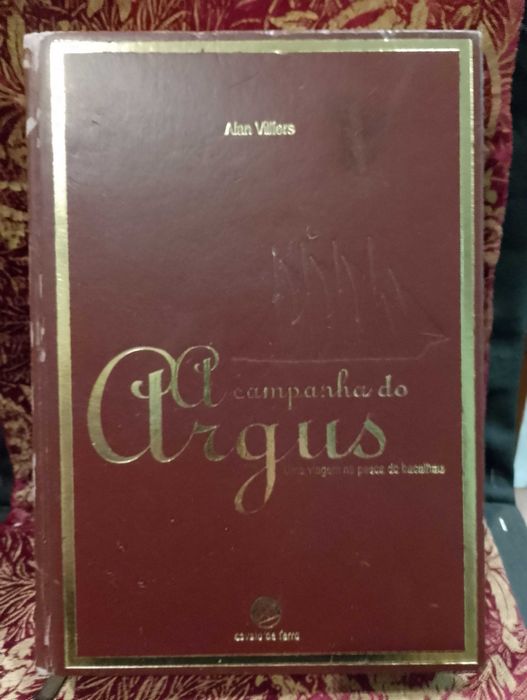 Alan Villiers
A campanha do
Argus
Uma viagem na pesca do bacalhau
cavalo de ferro